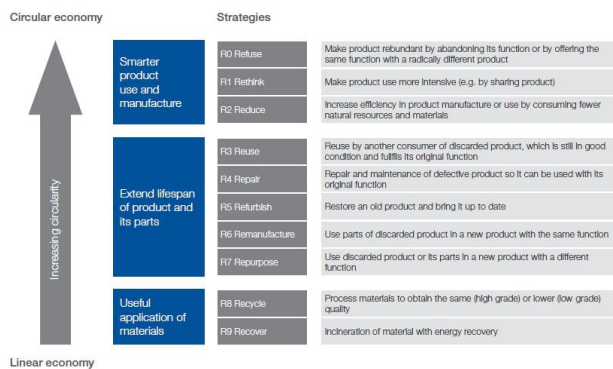 Circular economy
Strategies
Increasing circularity
Smarter
product
use and
manufacture
R0 Refuse
Make product rebundant by abandoning its function or by offering the
same function with a radically different product
R1 Rethink
Make product use more intensive (e.g. by sharing product)
R2 Reduce
Increase efficiency in product manufacture or use by consuming fewer
natural resources and materials
Extend lifespan
of product and
its parts
R3 Reuse
Reuse by another consumer of discarded product, which is still in good
condition and fullfils its original function
R4 Repair
Repair and maintenance of defective product so it can be used with its
original function
R5 Refurbish
Restore an old product and bring it up to date
R6 Remanufacture
Use parts of discarded product in a new product with the same function
R7 Repurpose
Use discarded product or its parts in a new product with a different
function
Useful
application of
materials
R8 Recycle
Process materials to obtain the same (high grade) or lower (low grade)
quality
R9 Recover
Incineration of material with energy recovery
Linear economy